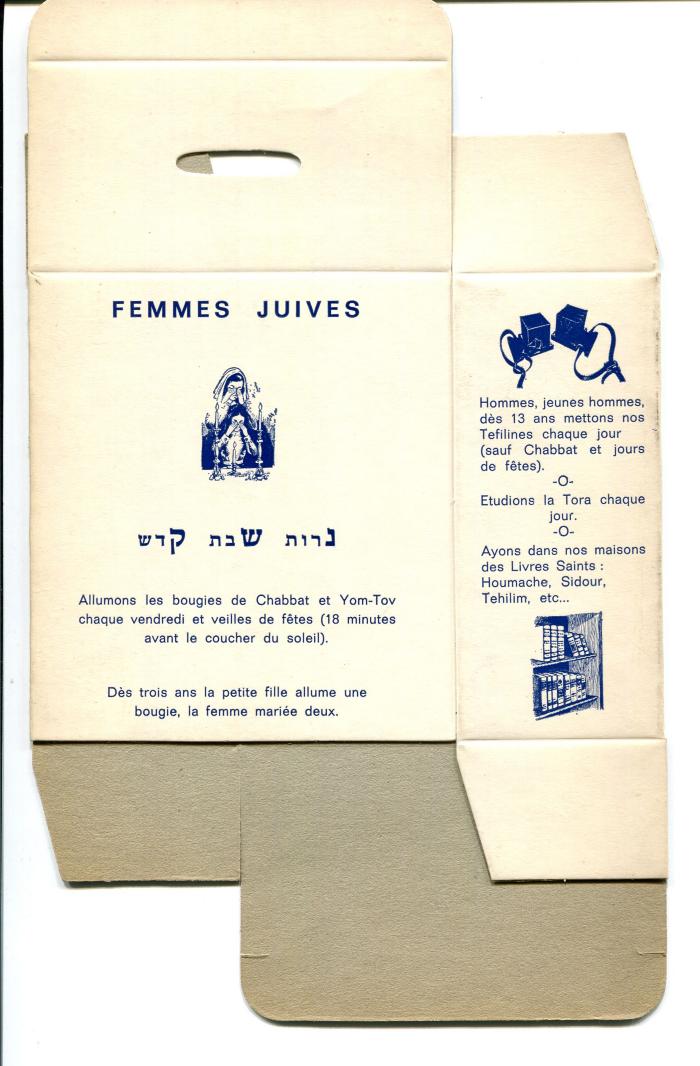 FEMMES JUIVES
נרות שבת קדש
Allumons les bougies de Chabbat et Yom-Tov
chaque vendredi et veilles de fêtes (18 minutes
avant le coucher du soleil).
Dès trois ans la petite fille allume une
bougie, la femme mariée deux.
Hommes, jeunes hommes,
dès 13 ans mettons nos
Tefilines chaque jour
(sauf Chabbat et jours
de fêtes).
-O-
Etudions la Tora chaque
jour.
-O-
Ayons dans nos maisons
des Livres Saints :
Houmache, Sidour,
Tehilim, etc...